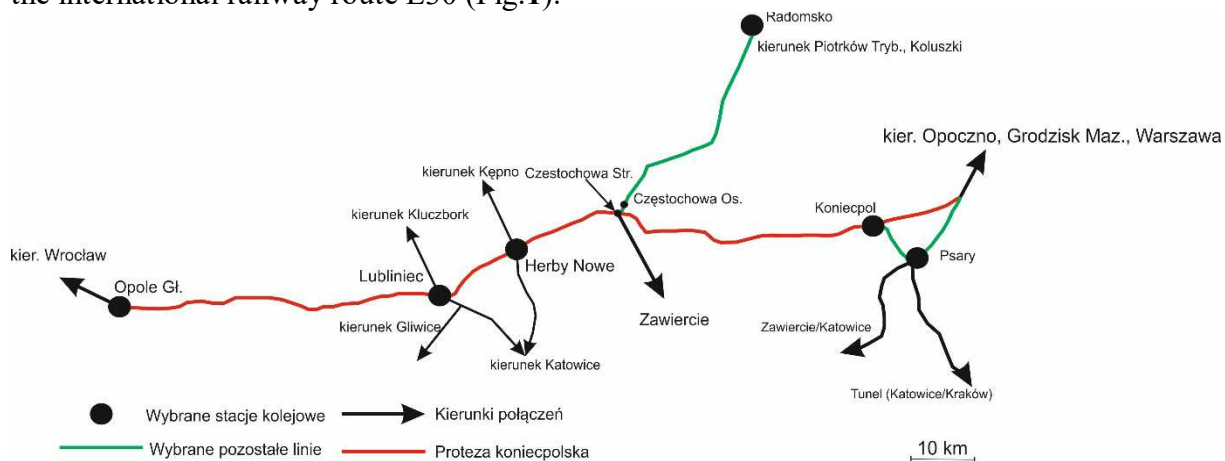 the international railway route E30 (Fig.1).
Radomsko
kierunek Piotrków Tryb., Koluszki
kier. Opoczno, Grodzisk Maz., Warszawa
kierunek Kępno
Czestochowa Str.
Częstochowa Os.
kierunek Kluczbork
Koniecpol
kier. Wrocław
Lubliniec
Herby Nowe
Psary
Opole Gł.
Zawiercie
kierunek Gliwice
Zawiercie/Katowice
kierunek Katowice
Tunel (Katowice/Kraków)
Wybrane stacje kolejowe
Kierunki połączeń
Wybrane pozostałe linie
Proteza koniecpolska
10 km